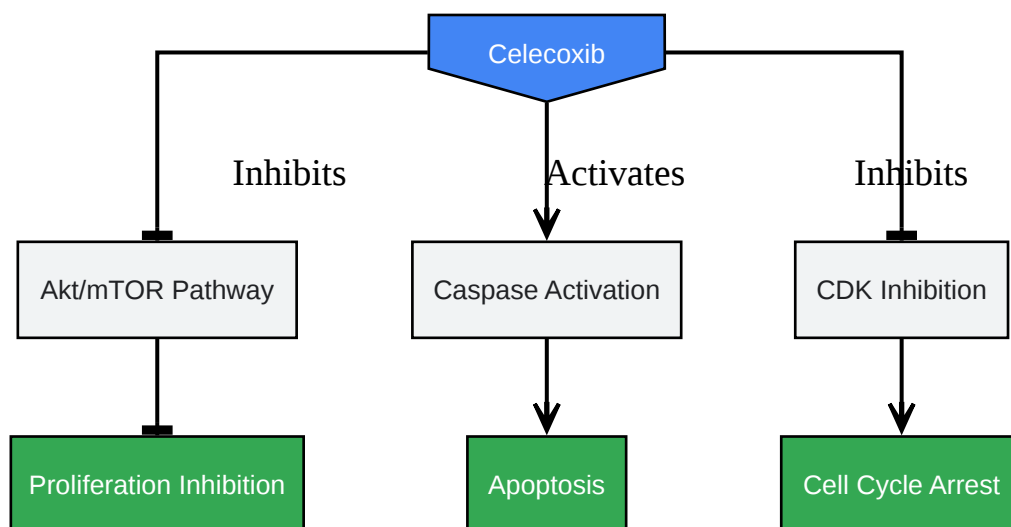 Celecoxib
Inhibits
Activates
Inhibits
Akt/mTOR Pathway
Caspase Activation
CDK Inhibition
Proliferation Inhibition
Apoptosis
Cell Cycle Arrest